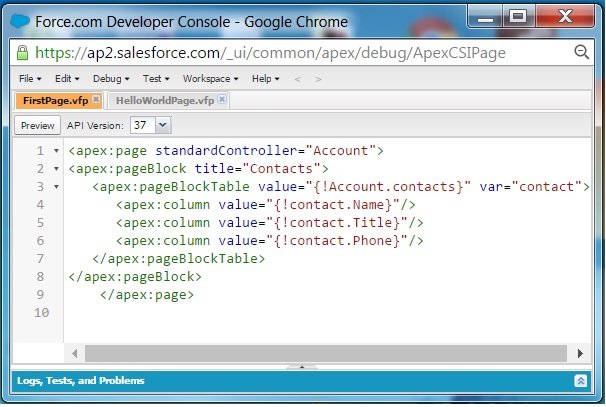 Force.com Developer Console - Google Chrome
https://ap2.salesforce.com/_ui/common/apex/debug/ApexCSIPage
File Edit Debug Test Workspace Help < >
FirstPage.vfp HelloWorldPage.vfp
Preview API Version: 37
1 <apex:page standardController="Account">
2 <apex:pageBlock title="Contacts">
3 <apex:pageBlockTable value="{!Account.contacts}" var="contact">
4 <apex:column value="{!contact.Name}"/>
5 <apex:column value="{!contact.Title}"/>
6 <apex:column value="{!contact.Phone}"/>
7 </apex:pageBlockTable>
8 </apex:pageBlock>
9 </apex:page>
10
Logs, Tests, and Problems